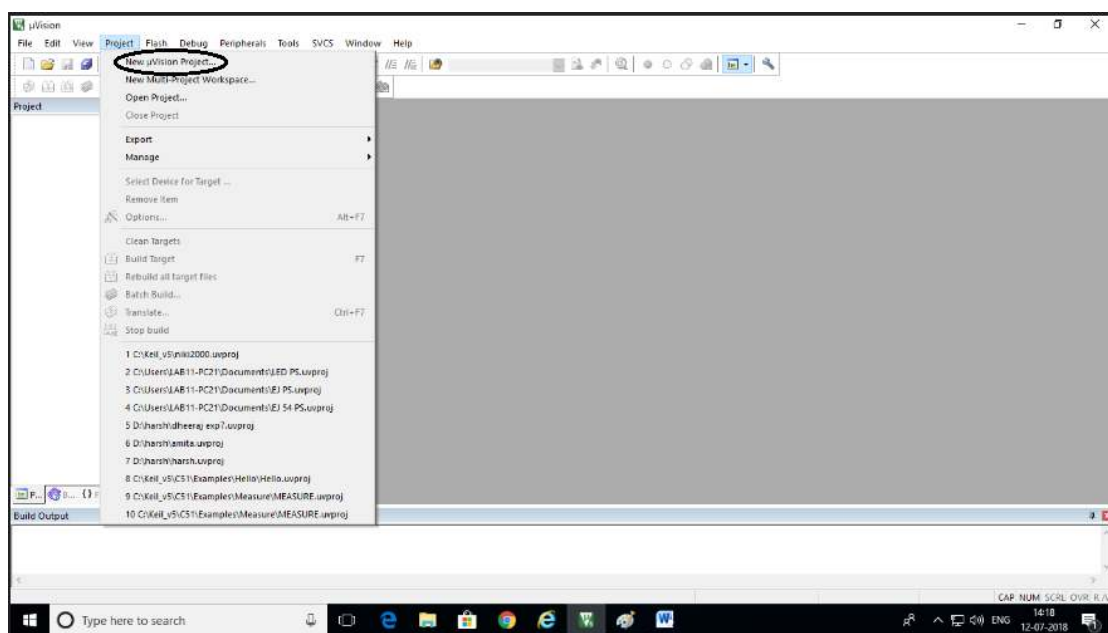 µVision
File Edit View Project Flash Debug Peripherals Tools SVCS Window Help
New µVision Project...
New Multi-Project Workspace...
Open Project...
Close Project
Export
Manage
Select Device for Target ...
Remove Item
Options... Alt+F7
Clean Targets
Build Target F7
Rebuild all target files
Batch Build...
Translate... Ctrl+F7
Stop build
1 C:\Keil_v5\niki2000.uvproj
2 C:\Users\LAB11-PC21\Documents\LED PS.uvproj
3 C:\Users\LAB11-PC21\Documents\EJ PS.uvproj
4 C:\Users\LAB11-PC21\Documents\EJ 54 PS.uvproj
5 D:\harsh\dheeraj exp7.uvproj
6 D:\harsh\amita.uvproj
7 D:\harsh\harsh.uvproj
8 C:\Keil_v5\C51\Examples\Hello\Hello.uvproj
9 C:\Keil_v5\C51\Examples\Measure\MEASURE.uvproj
10 C:\Keil_v5\C51\Examples\Measure\MEASURE.uvproj
Project
P... B... {} F
Build Output
CAP NUM SCRL OVR R/
Type here to search
ENG
14:18
12-07-2018